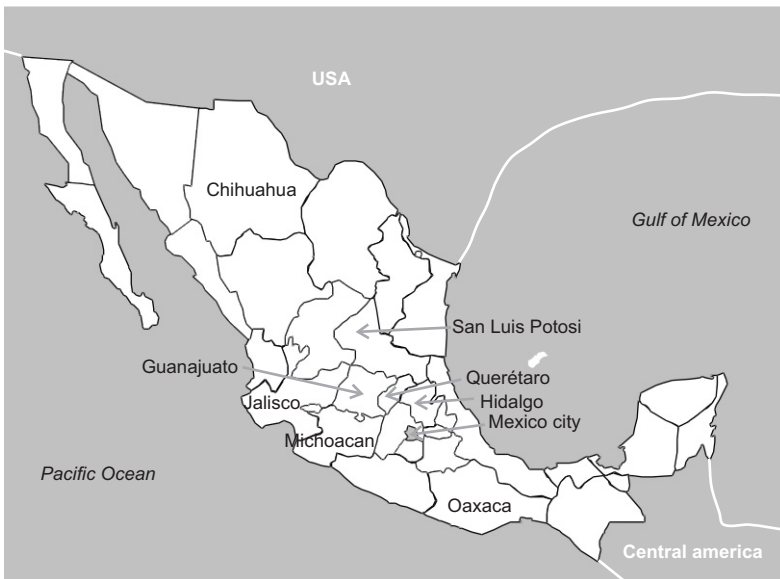 USA
Chihuahua
Gulf of Mexico
San Luis Potosi
Guanajuato
Querétaro
Jalisco
Hidalgo
Mexico city
Michoacan
Pacific Ocean
Oaxaca
Central america